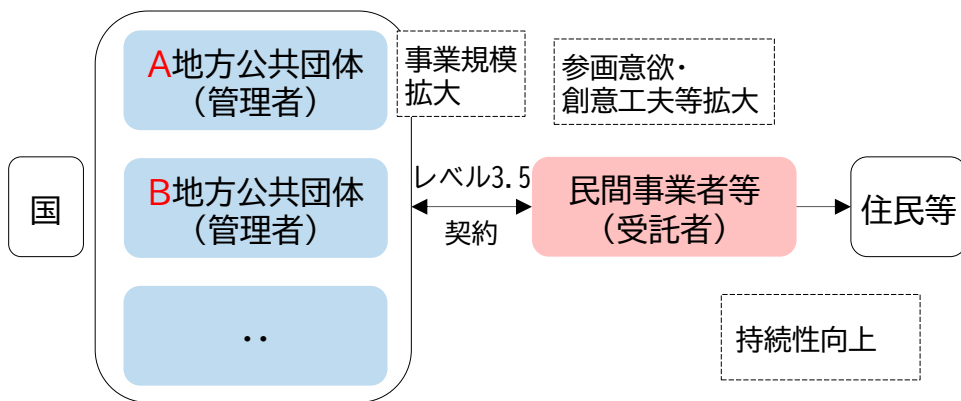 国
A地方公共団体
（管理者）
B地方公共団体
（管理者）
‥
事業規模
拡大
レベル3.5
契約
参画意欲・
創意工夫等拡大
民間事業者等
（受託者）
住民等
持続性向上